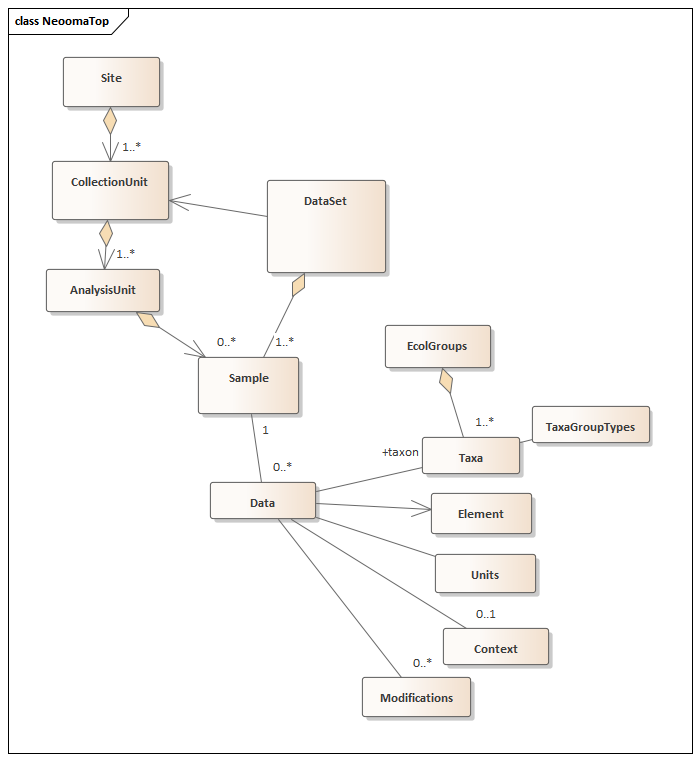 class NeoomaTop
Site
1..*
CollectionUnit
DataSet
1..*
AnalysisUnit
0..*
1..*
EcolGroups
Sample
1..*
TaxaGroupTypes
1
+taxon
Taxa
0..*
Data
Element
Units
0..1
Context
0..*
Modifications